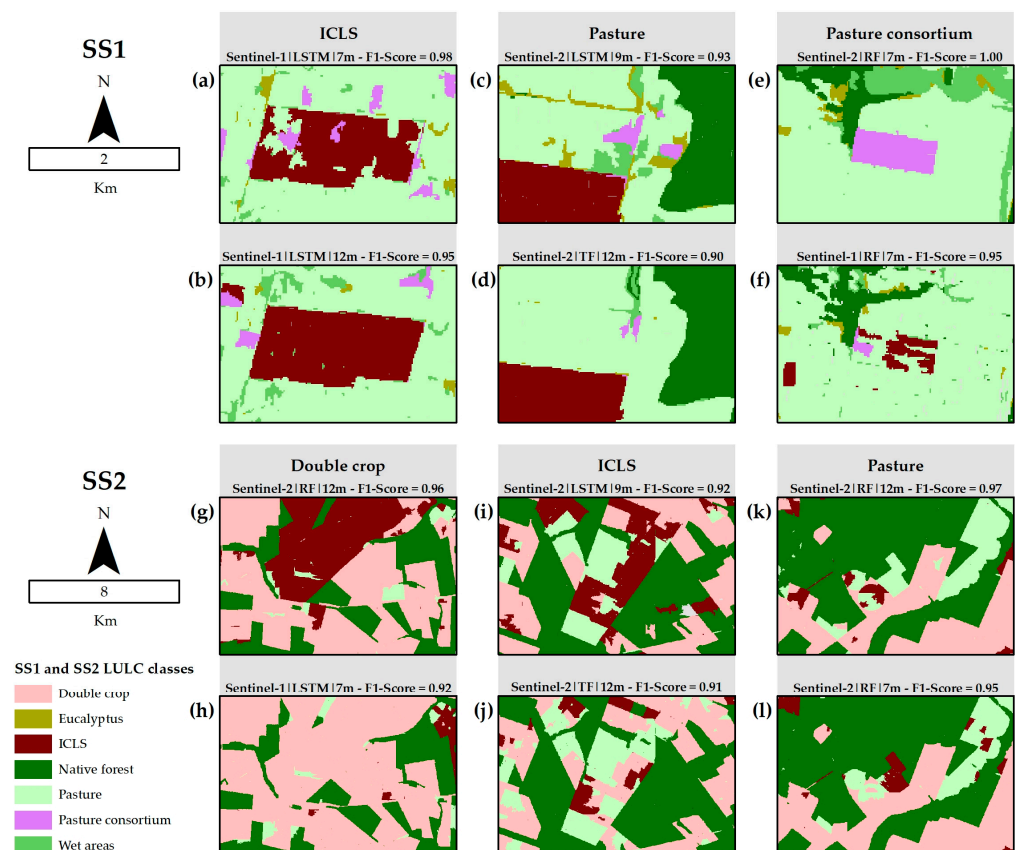 SS1
N
2
Km
ICLS
Sentinel-1|LSTM|7m - F1-Score = 0.98
Pasture
Sentinel-2|LSTM|9m - F1-Score = 0.93
Pasture consortium
Sentinel-2|RF|7m - F1-Score = 1.00
(a)
(c)
(e)
Sentinel-1|LSTM|12m - F1-Score = 0.95
Sentinel-2|TF|12m - F1-Score = 0.90
Sentinel-1|RF|7m - F1-Score = 0.95
(b)
(d)
(f)
SS2
N
8
Km
Double crop
Sentinel-2|RF|12m - F1-Score = 0.96
ICLS
Sentinel-2|LSTM|9m - F1-Score = 0.92
Pasture
Sentinel-2|RF|12m - F1-Score = 0.97
(g)
(i)
(k)
Sentinel-1|LSTM|7m - F1-Score = 0.92
Sentinel-2|TF|12m - F1-Score = 0.91
Sentinel-2|RF|7m - F1-Score = 0.95
(h)
(j)
(l)
SS1 and SS2 LULC classes
Double crop
Eucalyptus
ICLS
Native forest
Pasture
Pasture consortium
Wet areas